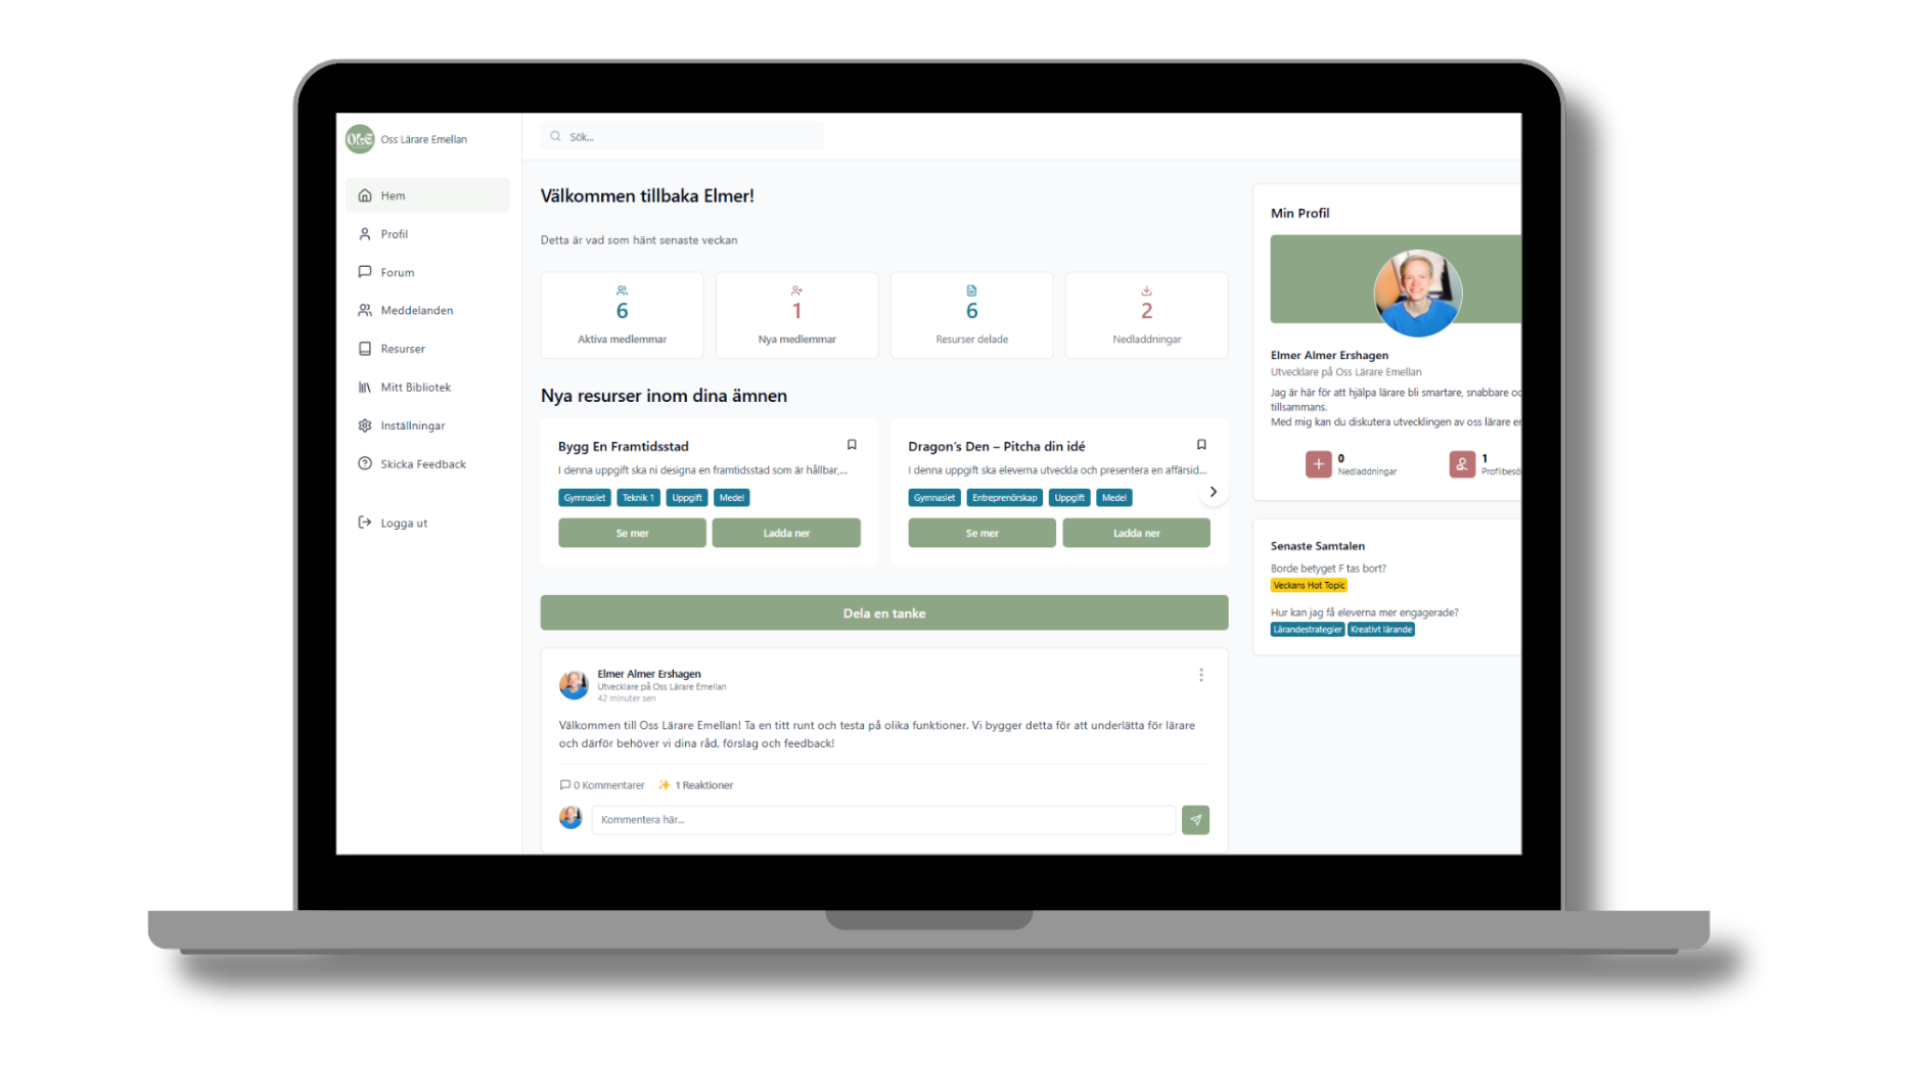 OLE
Oss Lärare Emellan
Sök...
Hem
Profil
Forum
Meddelanden
Resurser
Mitt Bibliotek
Inställningar
Skicka Feedback
Logga ut
Välkommen tillbaka Elmer!
Detta är vad som hänt senaste veckan
6
Aktiva medlemmar
1
Nya medlemmar
6
Resurser delade
2
Nedladdningar
Nya resurser inom dina ämnen
Bygg En Framtidsstad
I denna uppgift ska ni designa en framtidsstad som är hållbar,...
Gymnasiet Teknik 1 Uppgift Medel
Se mer Ladda ner
Dragon's Den – Pitcha din idé
I denna uppgift ska eleverna utveckla och presentera en affärsid...
Gymnasiet Entreprenörskap Uppgift Medel
Se mer Ladda ner
Dela en tanke
Elmer Almer Ershagen
Utvecklare på Oss Lärare Emellan
42 minuter sen
Välkommen till Oss Lärare Emellan! Ta en titt runt och testa på olika funktioner. Vi bygger detta för att underlätta för lärare
och därför behöver vi dina råd, förslag och feedback!
0 Kommentarer 1 Reaktioner
Kommentera här...
Min Profil
Elmer Almer Ershagen
Utvecklare på Oss Lärare Emellan
Jag är här för att hjälpa lärare bli smartare, snabbare oc
tillsammans.
Med mig kan du diskutera utvecklingen av oss lärare e
0
Nedladdningar
1
Profilbesö
Senaste Samtalen
Borde betyget F tas bort?
Veckans Hot Topic
Hur kan jag få eleverna mer engagerade?
Lärandestrategier Kreativt lärande